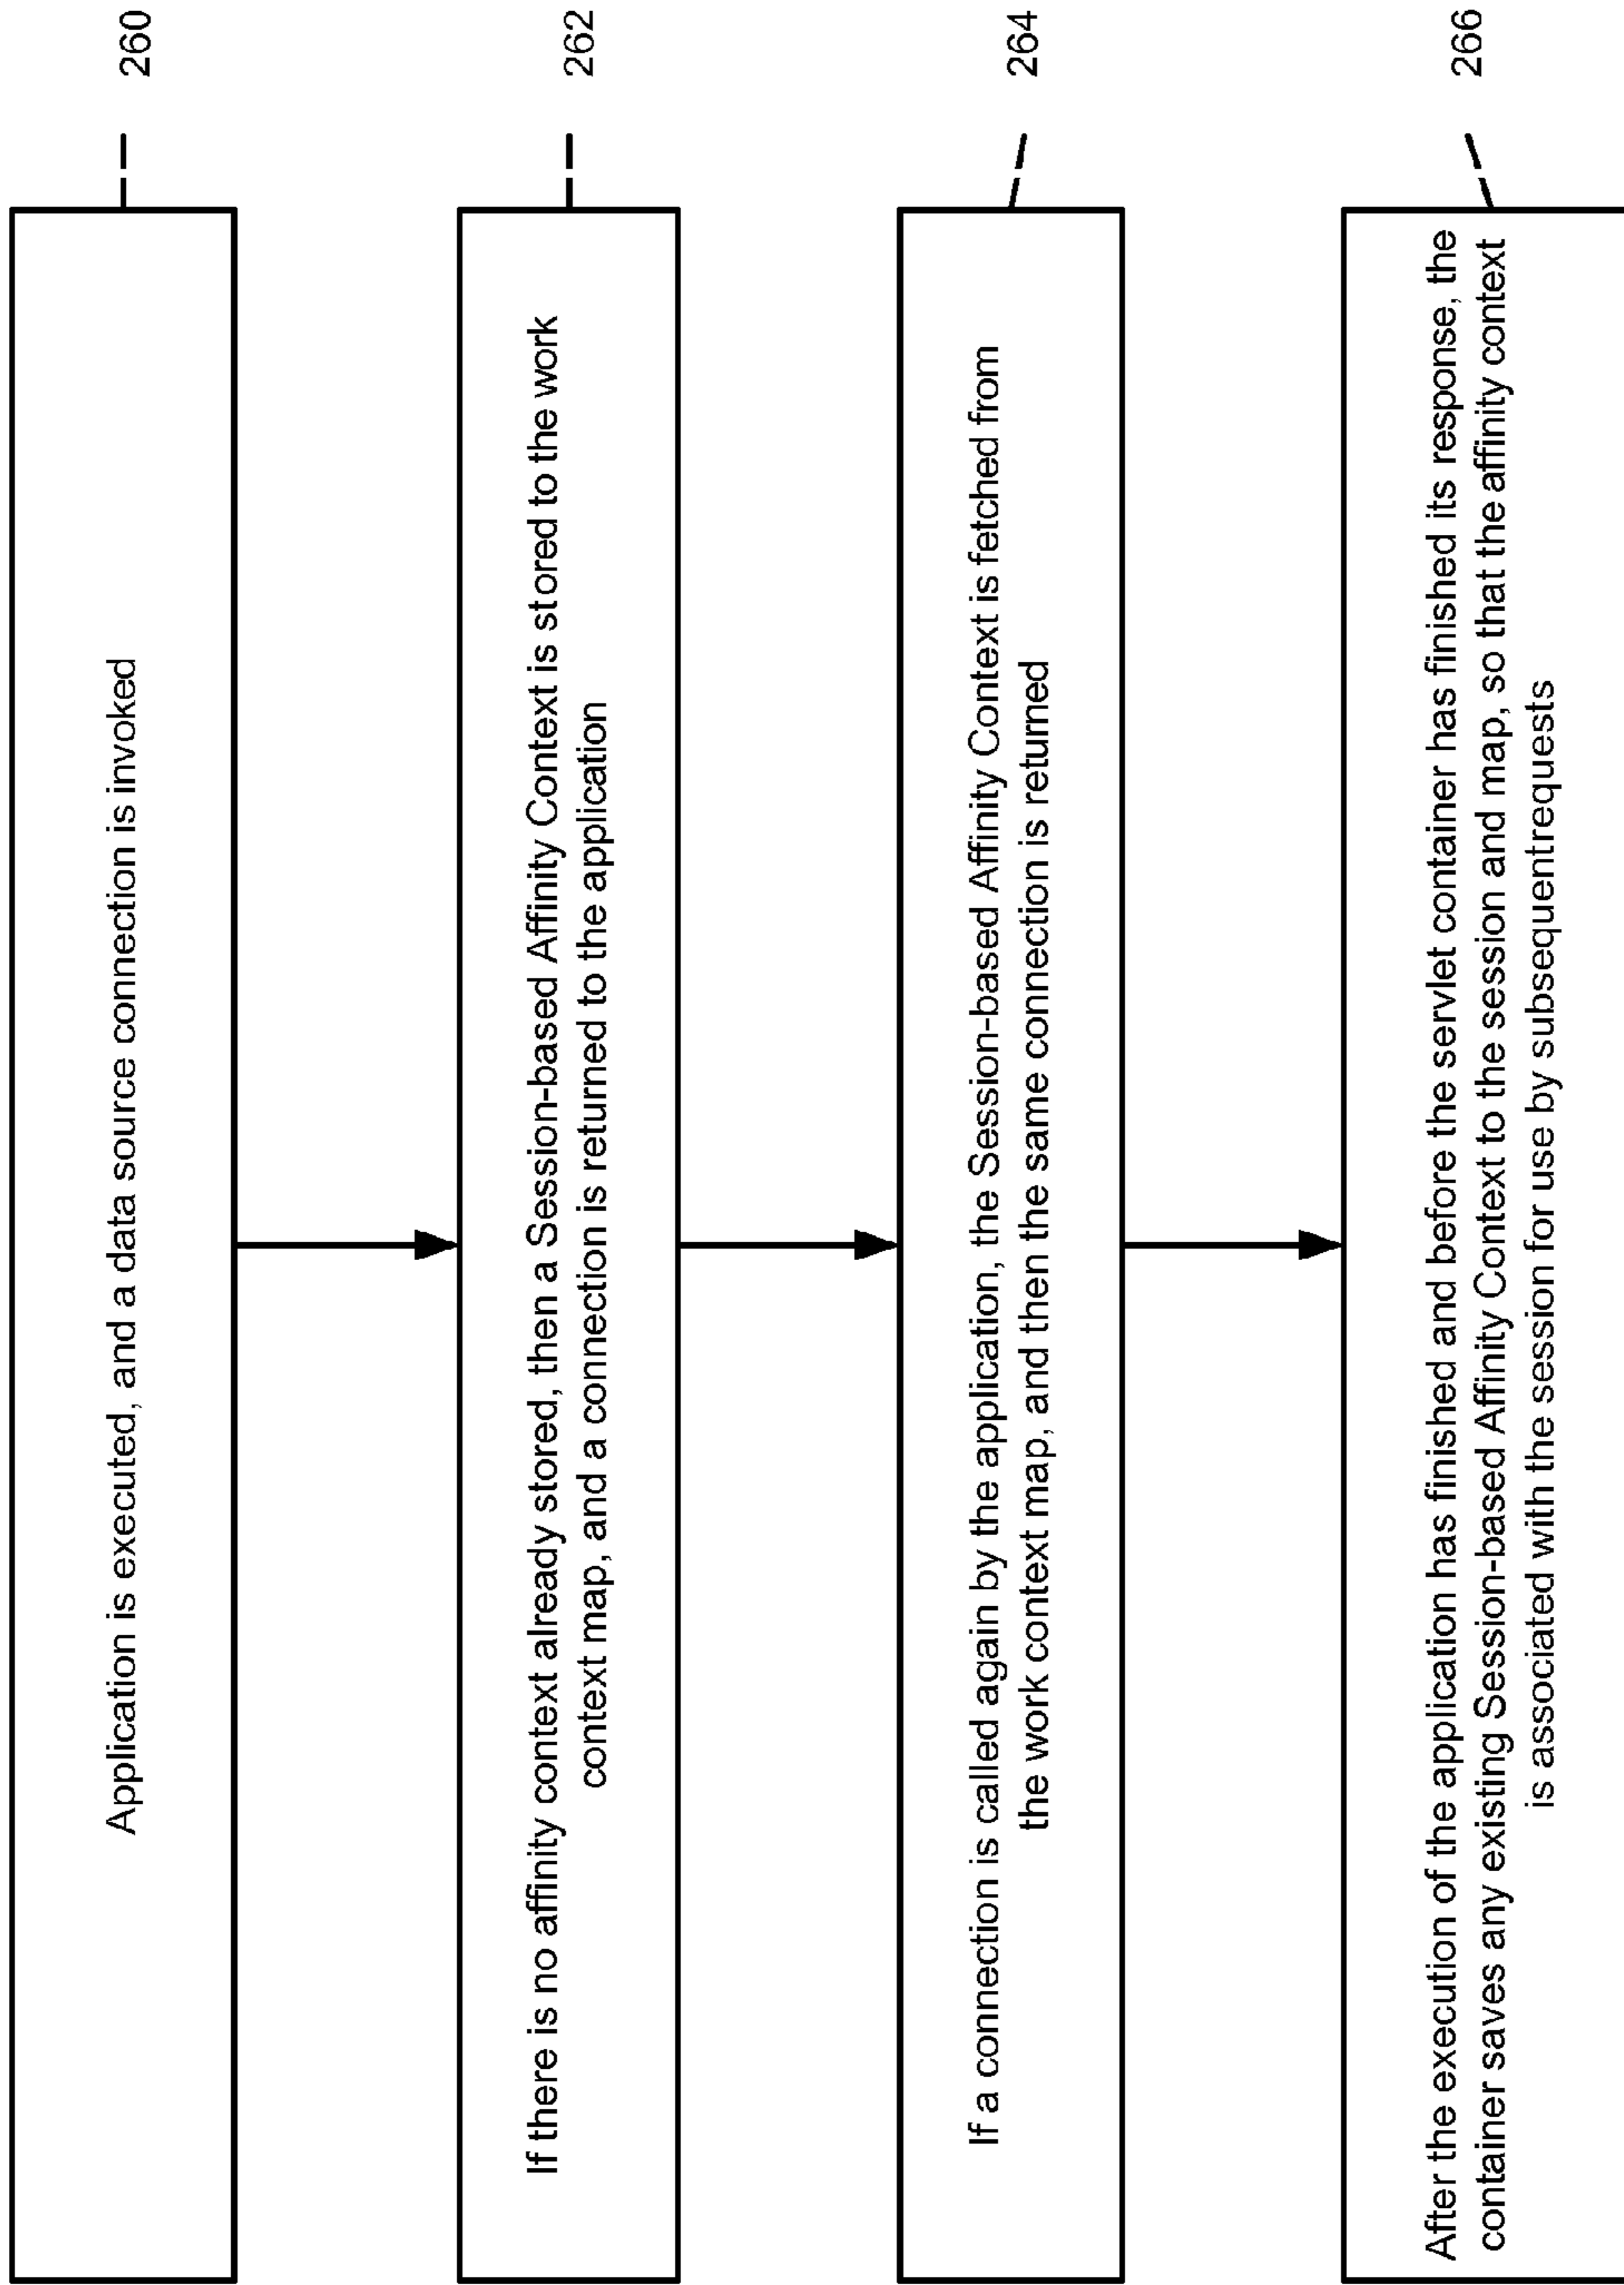 Application is executed, and a data source connection is invoked
260
If there is no affinity context already stored, then a Session-based Affinity Context is stored to the work
context map, and a connection is returned to the application
262
If a connection is called again by the application, the Session-based Affinity Context is fetched from
the work context map, and then the same connection is returned
264
After the execution of the application has finished and before the servlet container has finished its response, the
container saves any existing Session-based Affinity Context to the session and map, so that the affinity context
is associated with the session for use by subsequentrequests
266